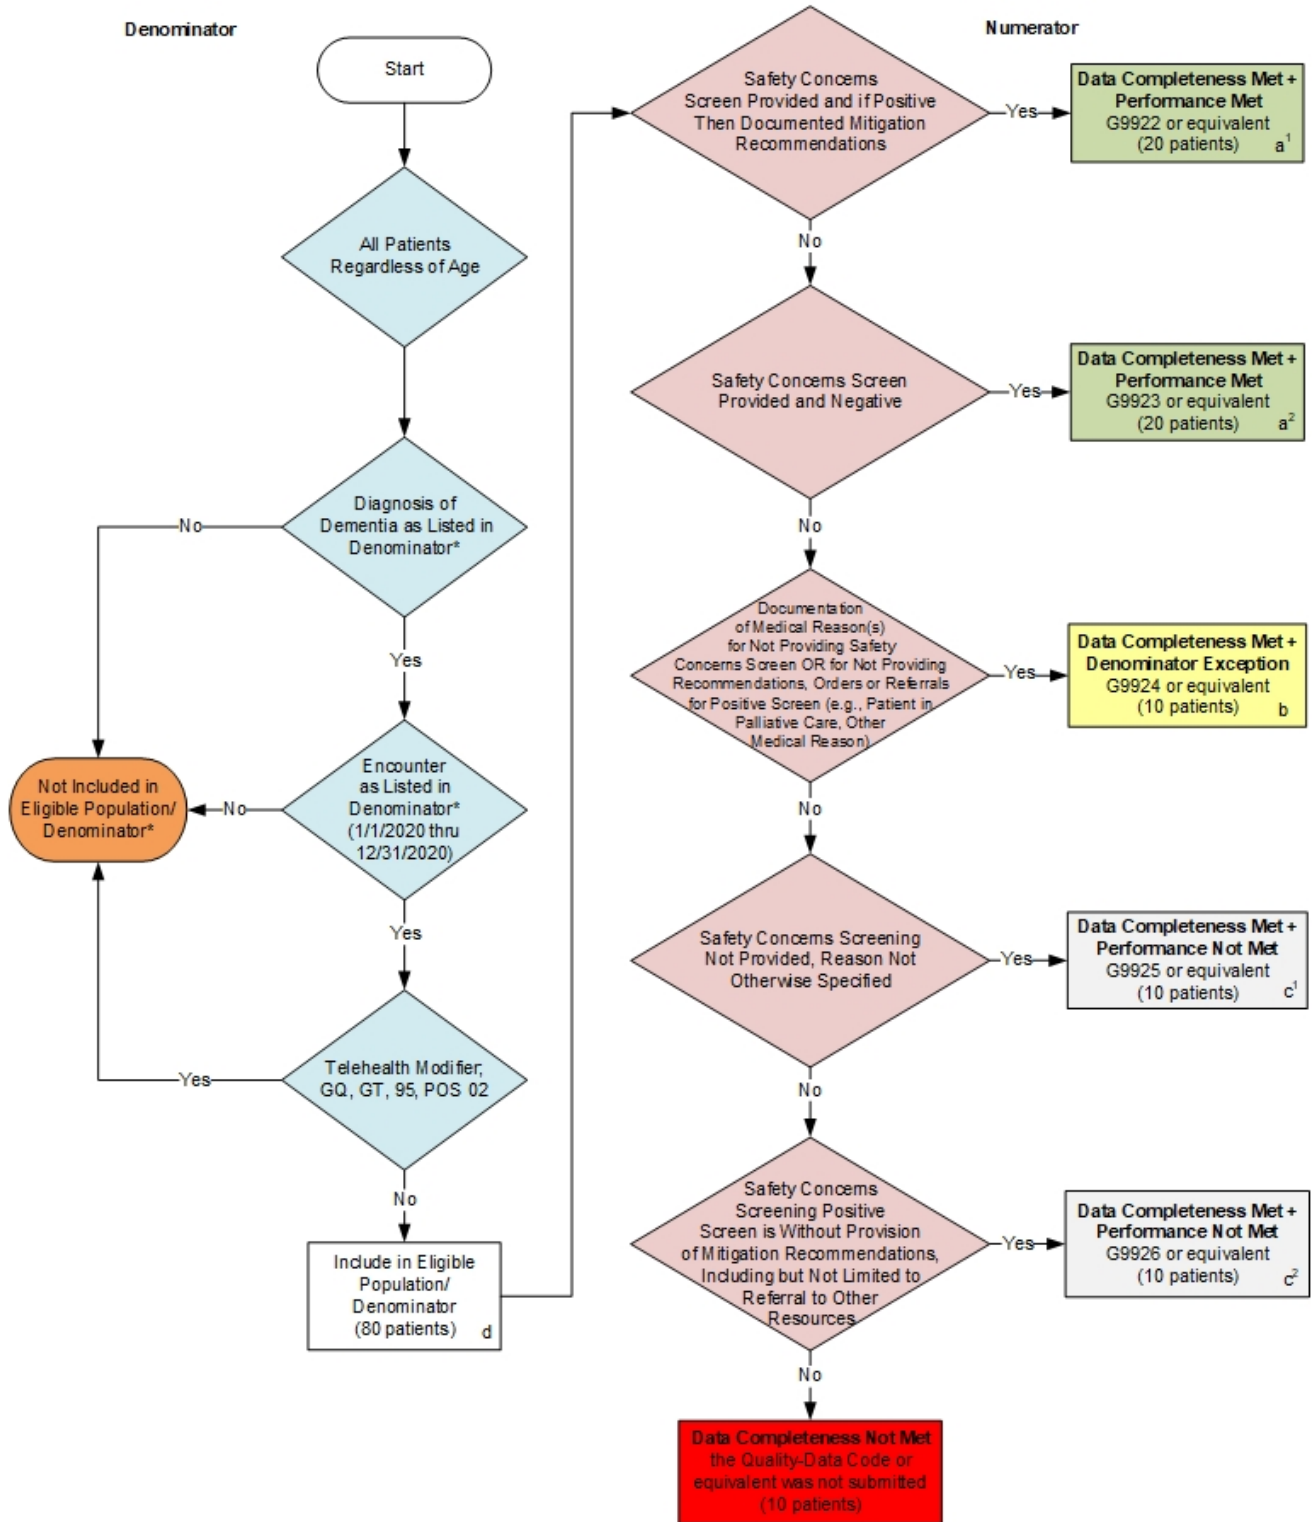 Denominator
Start
All Patients
Regardless of Age
Diagnosis of
Dementia as Listed in
Denominator*
No
Yes
Encounter
as Listed in
Denominator*
(1/1/2020 thru
12/31/2020)
No
Not Included in
Eligible Population/
Denominator*
Yes
Telehealth Modifier;
GQ, GT, 95, POS 02
Yes
No
Include in Eligible
Population/
Denominator
(80 patients) d
Numerator
Safety Concerns
Screen Provided and if Positive
Then Documented Mitigation
Recommendations
Yes
Data Completeness Met +
Performance Met
G9922 or equivalent
(20 patients) a¹
No
Safety Concerns Screen
Provided and Negative
Yes
Data Completeness Met +
Performance Met
G9923 or equivalent
(20 patients) a²
No
Documentation
of Medical Reason(s)
for Not Providing Safety
Concerns Screen OR for Not Providing
Recommendations, Orders or Referrals
for Positive Screen (e.g., Patient in
Palliative Care, Other
Medical Reason)
Yes
Data Completeness Met +
Denominator Exception
G9924 or equivalent
(10 patients) b
No
Safety Concerns Screening
Not Provided, Reason Not
Otherwise Specified
Yes
Data Completeness Met +
Performance Not Met
G9925 or equivalent
(10 patients) c¹
No
Safety Concerns
Screening Positive
Screen is Without Provision
of Mitigation Recommendations,
Including but Not Limited to
Referral to Other
Resources
Yes
Data Completeness Met +
Performance Not Met
G9926 or equivalent
(10 patients) c²
No
Data Completeness Not Met
the Quality-Data Code or
equivalent was not submitted
(10 patients)